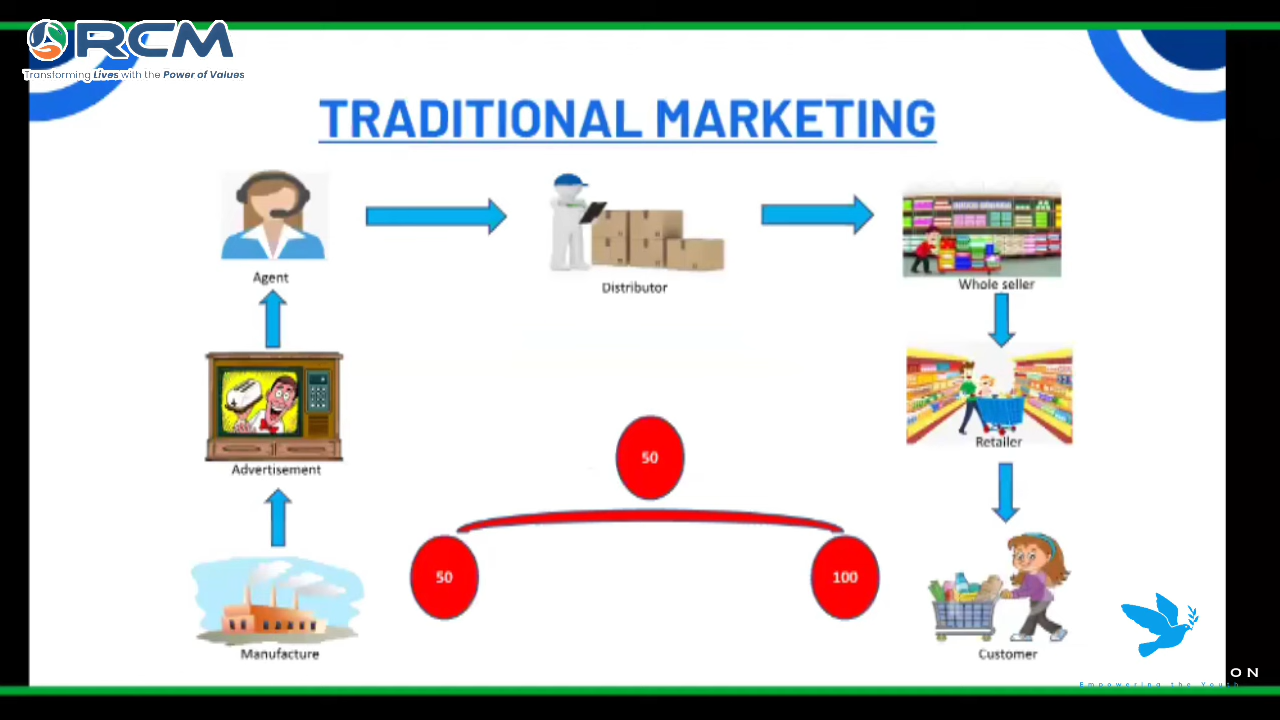 RCM
Transforming Lives with the Power of Values
TRADITIONAL MARKETING
Agent
Distributor
Whole seller
Advertisement
Retailer
50
50
100
Manufacture
Customer
ON
Empowering the Youth